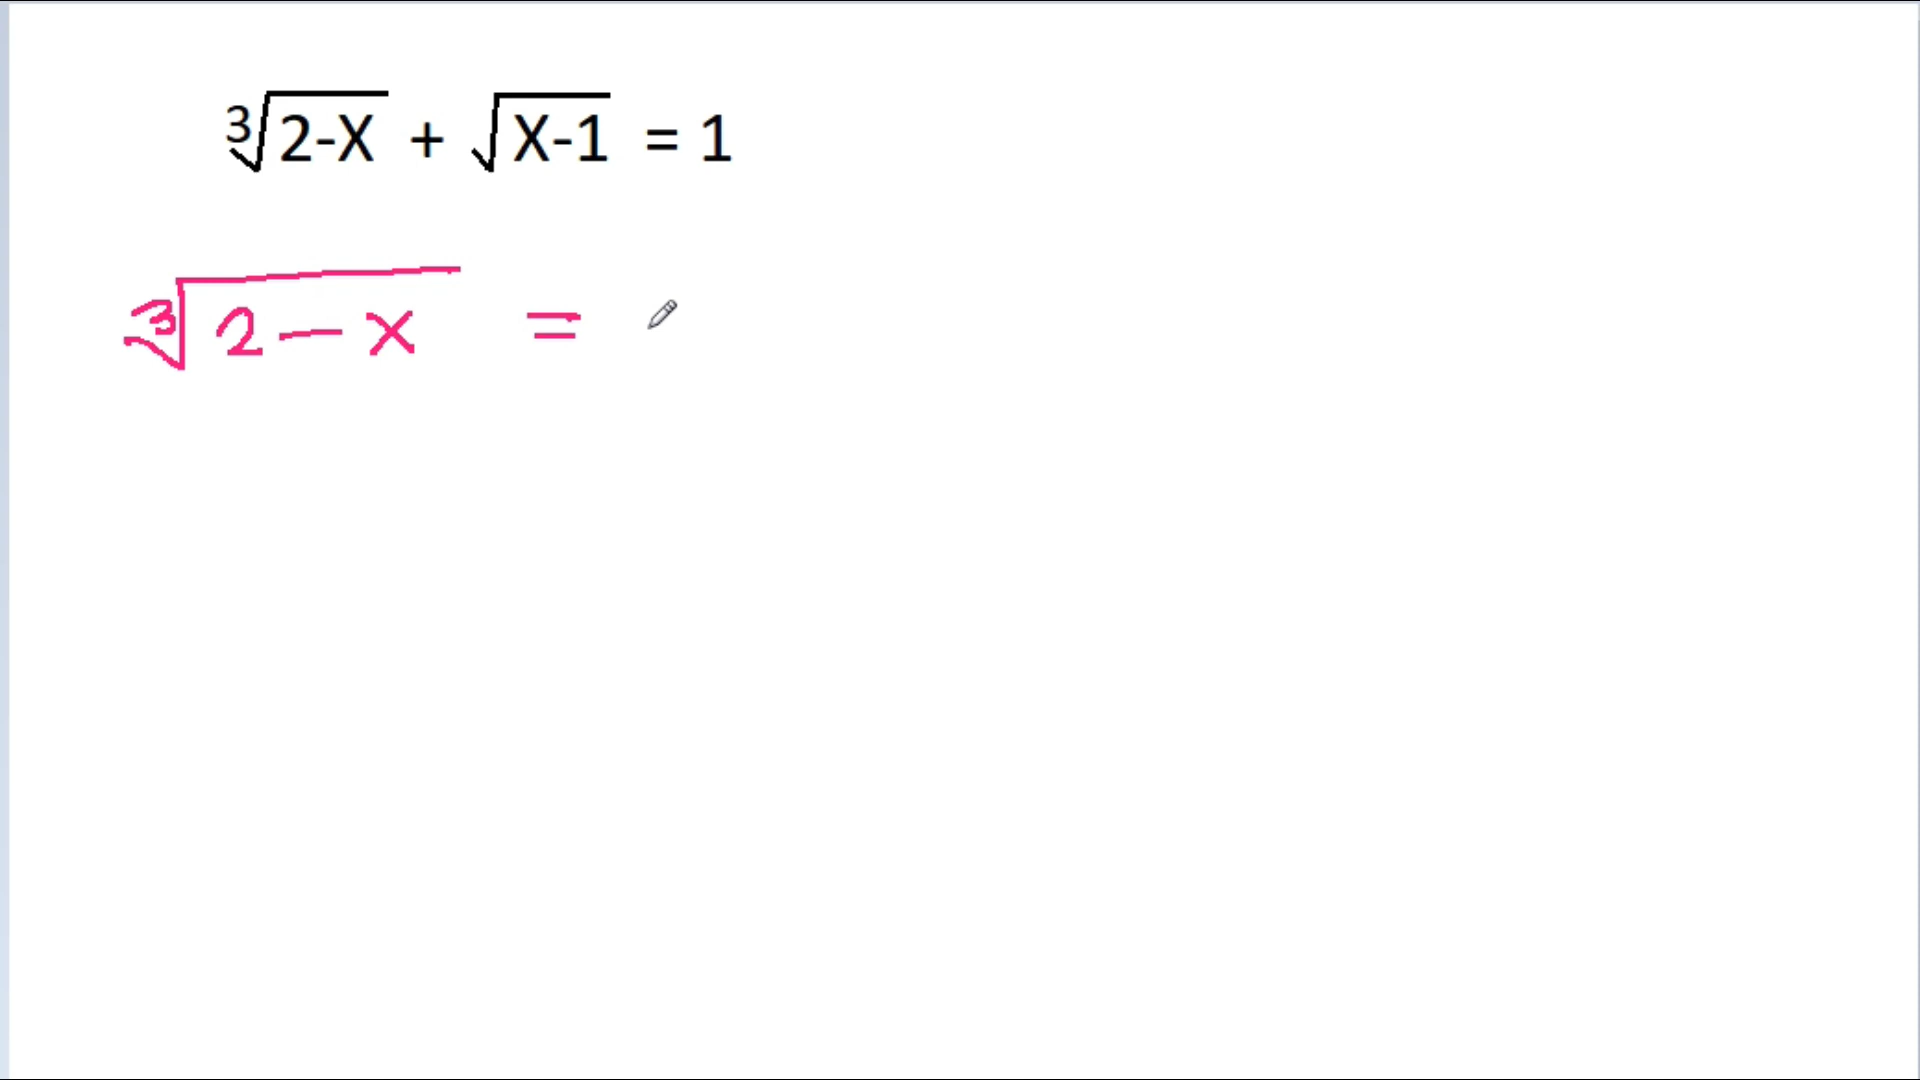 ∛(2-X) + √(X-1) = 1
∛(2-x) =